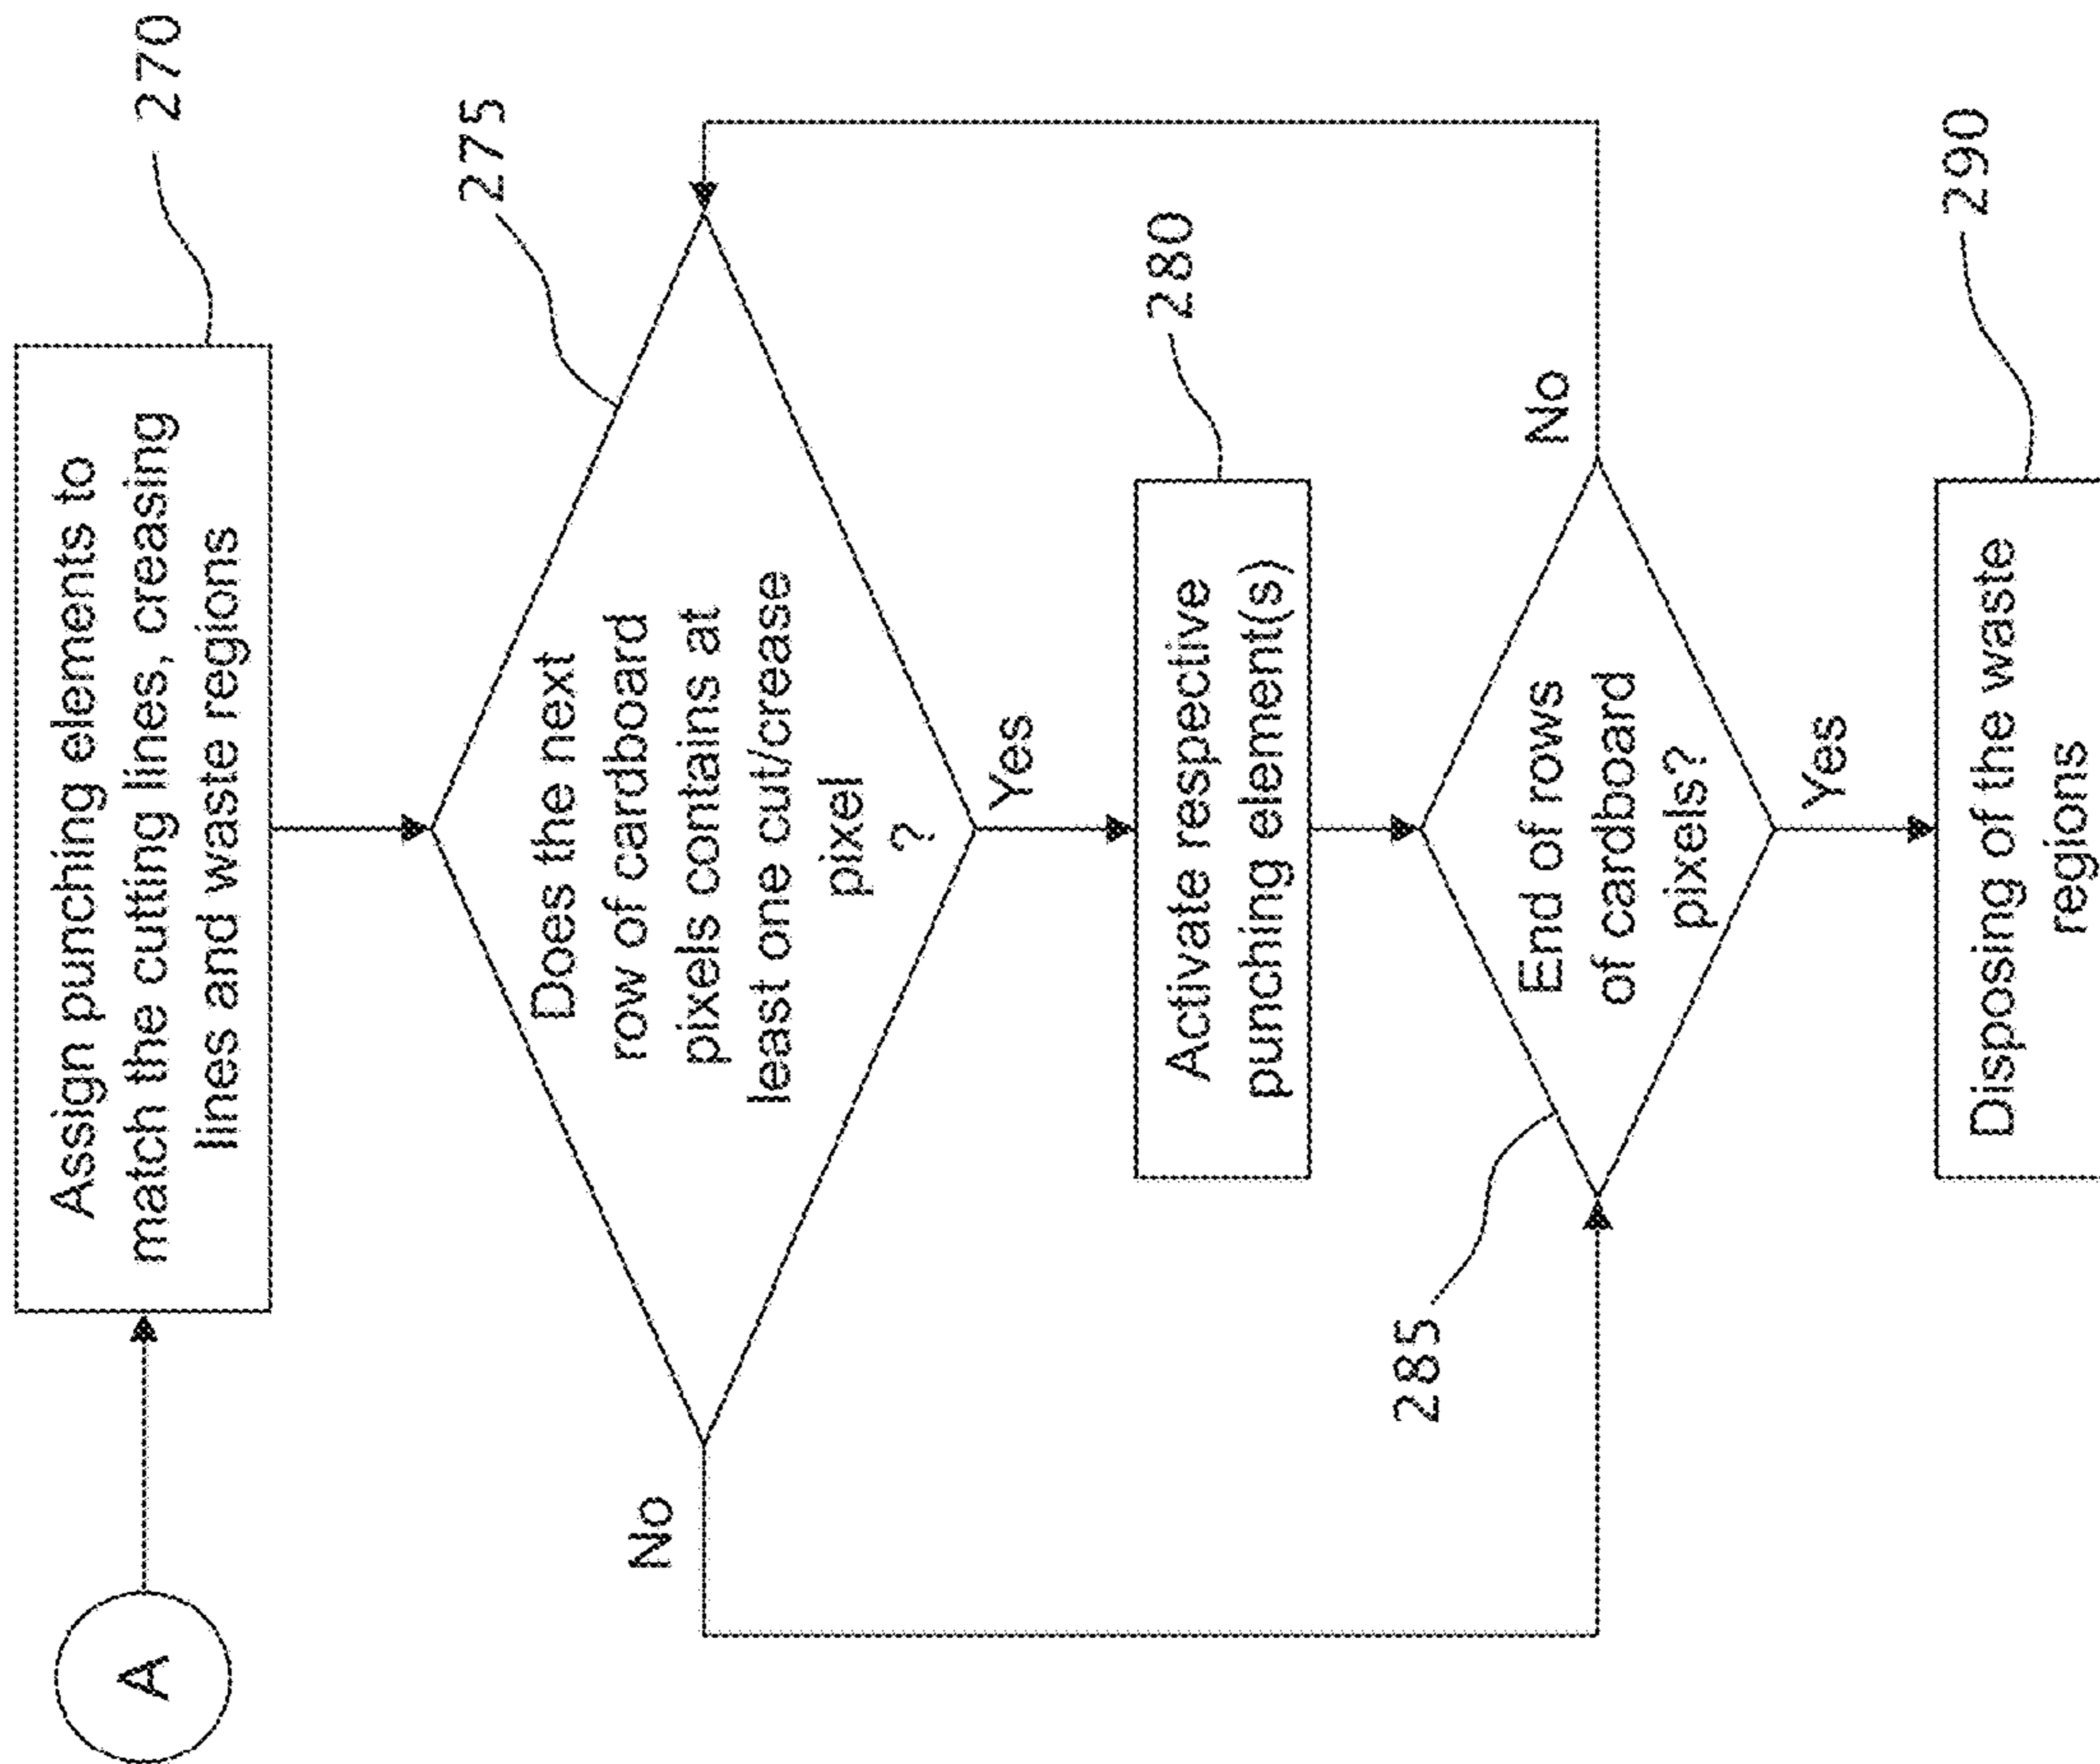 A
Assign punching elements to
match the cutting lines, creasing
lines and waste regions
270
Does the next
row of cardboard
pixels contains at
least one cut/crease
pixel
?
275
No
Yes
Activate respective
punching element(s)
280
End of rows
of cardboard
pixels?
285
No
Yes
Disposing of the waste
regions
290